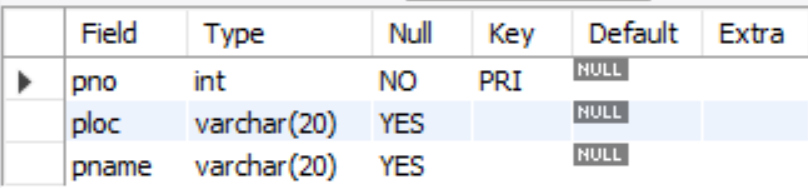 Field Type Null Key Default Extra
pno int NO PRI NULL
ploc varchar(20) YES NULL
pname varchar(20) YES NULL